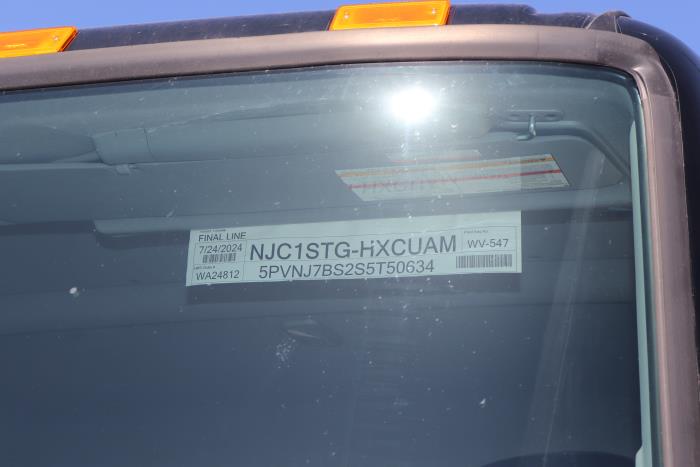 FINAL LINE
7/24/2024
WA24812
NJC1STG-HXCUAM
5PVNJ7BS2S5T50634
WV-547